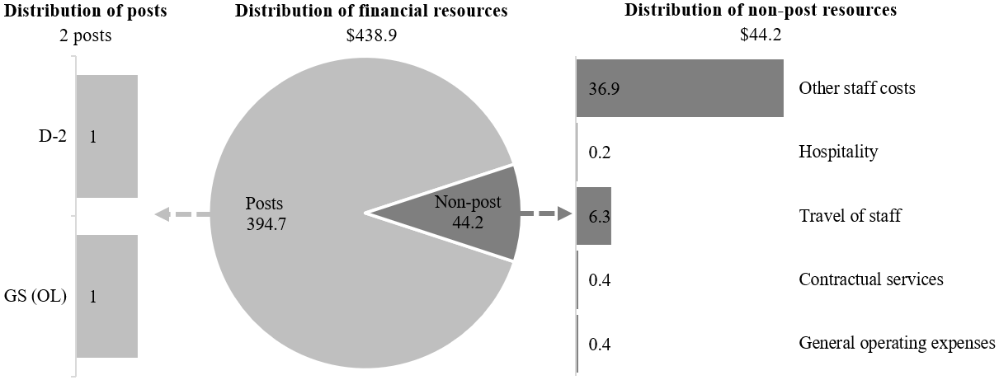 Distribution of posts
2 posts
D-2
1
GS (OL)
1
Distribution of financial resources
$438.9
Posts
394.7
Non-post
44.2
Distribution of non-post resources
$44.2
36.9
Other staff costs
0.2
Hospitality
6.3
Travel of staff
0.4
Contractual services
0.4
General operating expenses